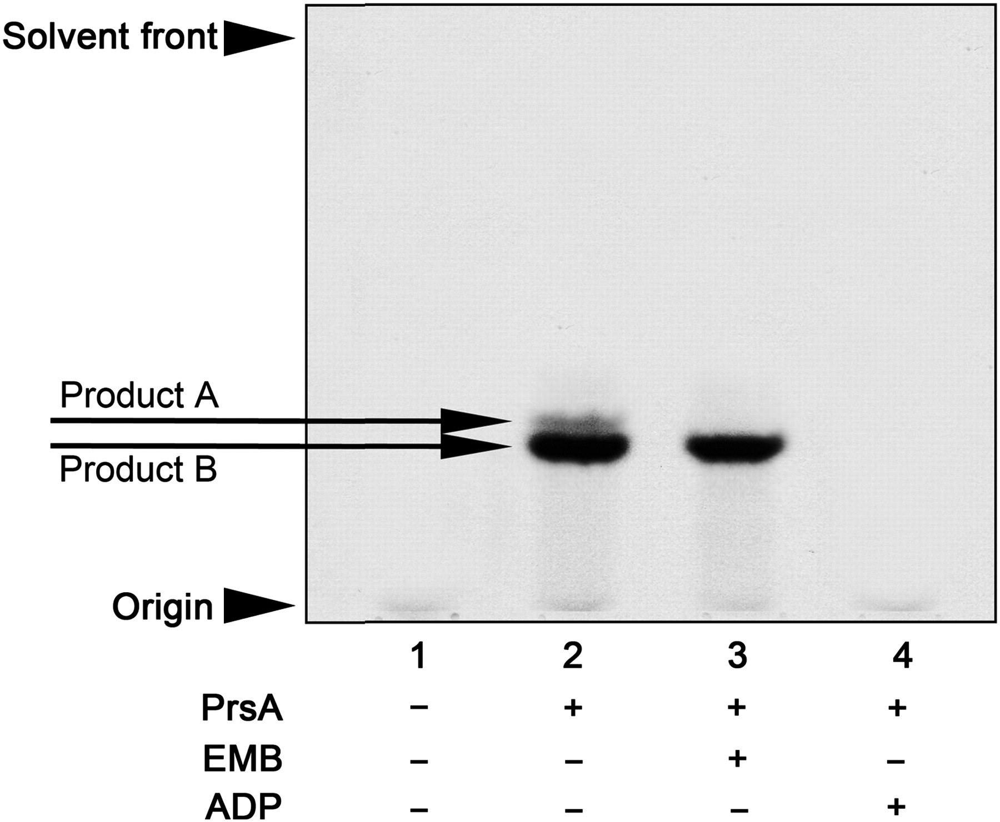 Solvent front
Product A
Product B
Origin
1 2 3 4
PrsA – + + +
EMB – – + –
ADP – – – +